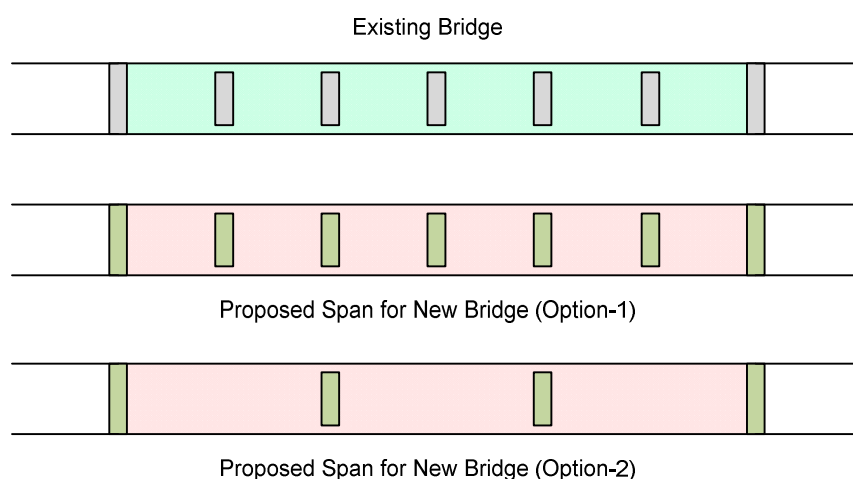 Existing Bridge
Proposed Span for New Bridge (Option-1)
Proposed Span for New Bridge (Option-2)